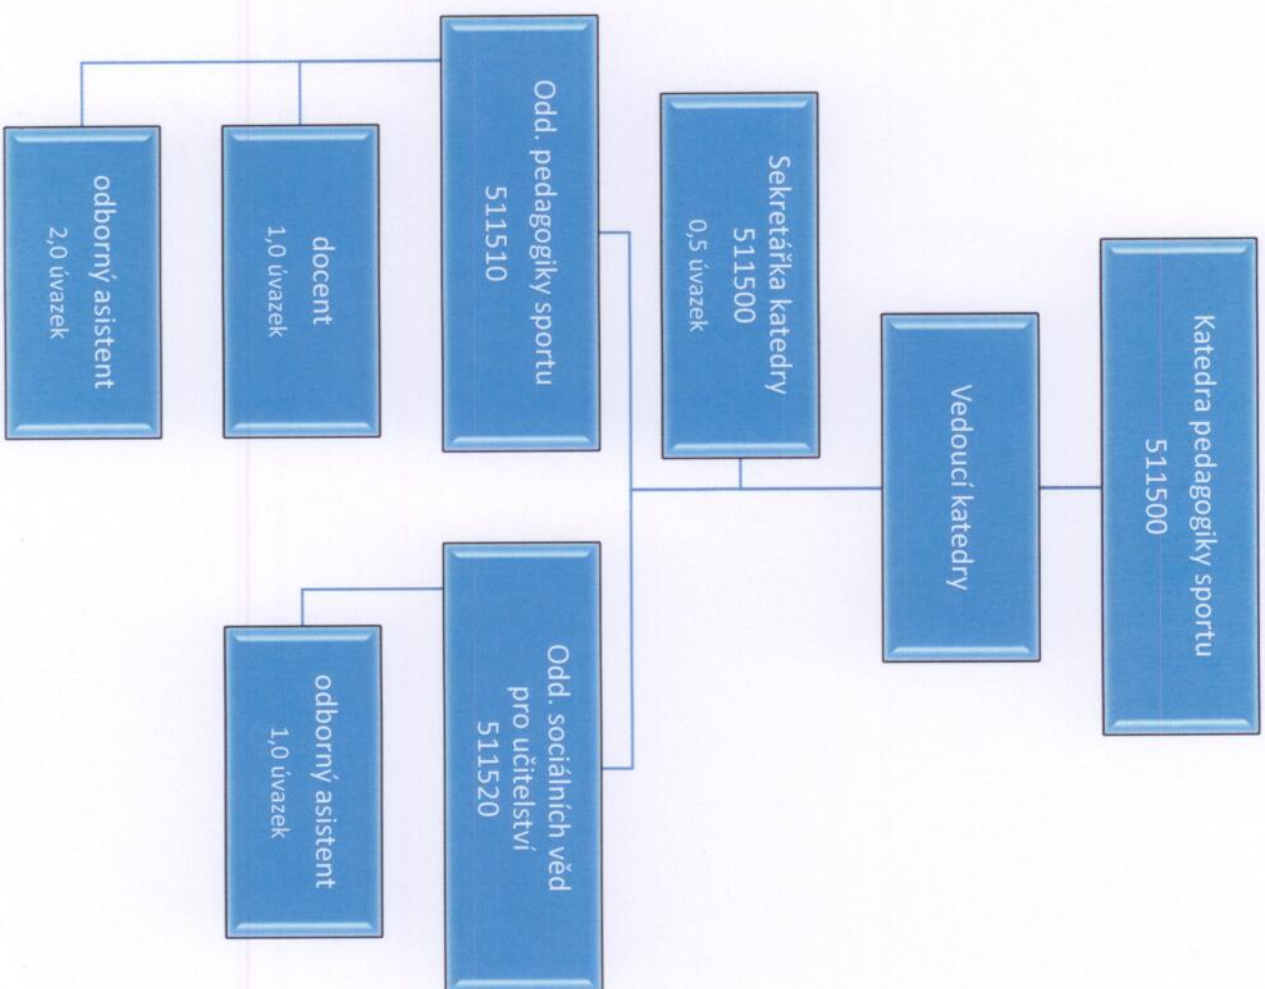 Katedra pedagogiky sportu
511500
Vedoucí katedry
Sekretářka katedry
511500
0,5 úvazek
Odd. pedagogiky sportu
511510
docent
1,0 úvazek
odborný asistent
2,0 úvazek
Odd. sociálních věd
pro učitelství
511520
odborný asistent
1,0 úvazek